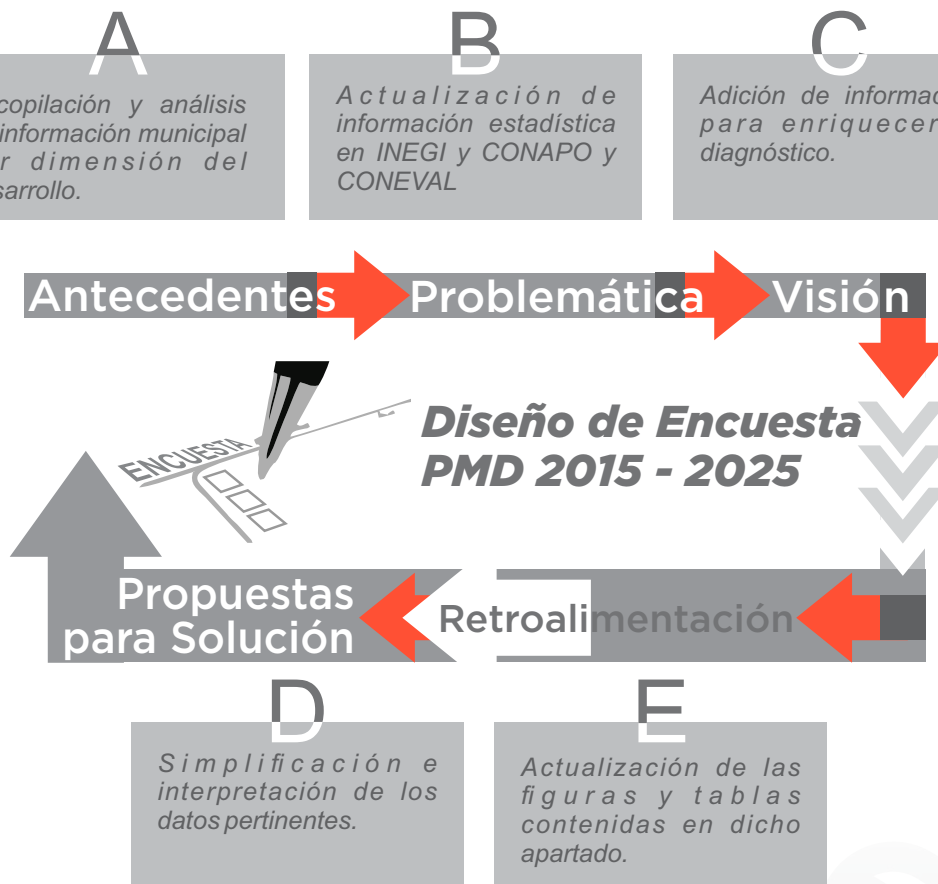 A
copilación y análisis
información municipal
r dimensión del
sarrollo.
B
Actualización de
información estadística
en INEGI y CONAPO y
CONEVAL
C
Adición de informac
para enriquecer
diagnóstico.
Antecedentes
Problemática
Visión
ENCUESTA
Diseño de Encuesta
PMD 2015 - 2025
Propuestas
para Solución
Retroalimentación
D
Simplificación e
interpretación de los
datos pertinentes.
E
Actualización de las
figuras y tablas
contenidas en dicho
apartado.